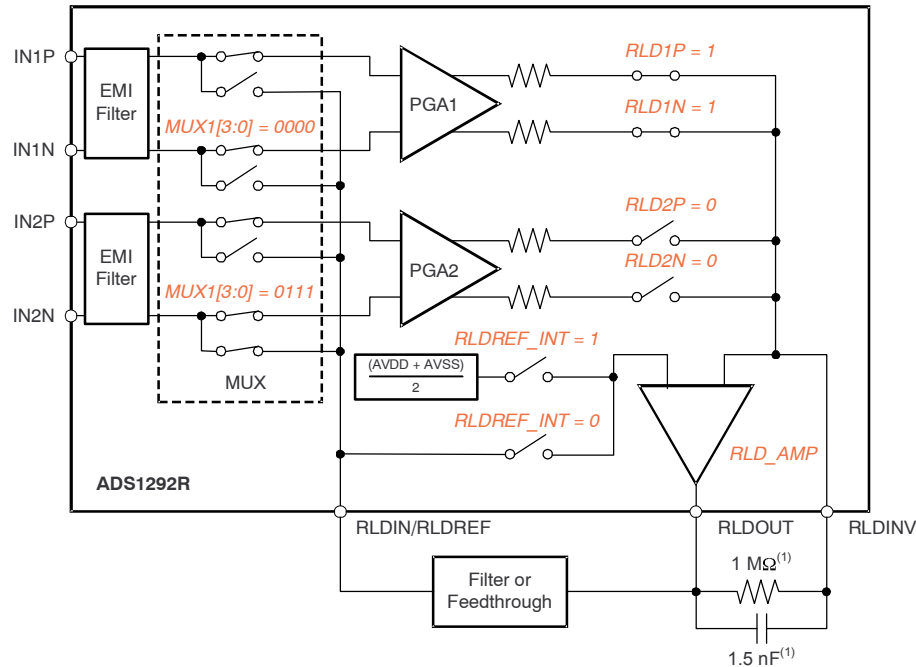 IN1P
EMI
Filter
RLD1P = 1
PGA1
RLD1N = 1
MUX1[3:0] = 0000
IN1N
IN2P
EMI
Filter
RLD2P = 0
PGA2
RLD2N = 0
MUX1[3:0] = 0111
IN2N
RLDREF_INT = 1
(AVDD + AVSS)
2
MUX
RLDREF_INT = 0
RLD_AMP
ADS1292R
RLDIN/RLDREF
RLDOUT
RLDINV
1 MΩ(1)
Filter or
Feedthrough
1.5 nF(1)